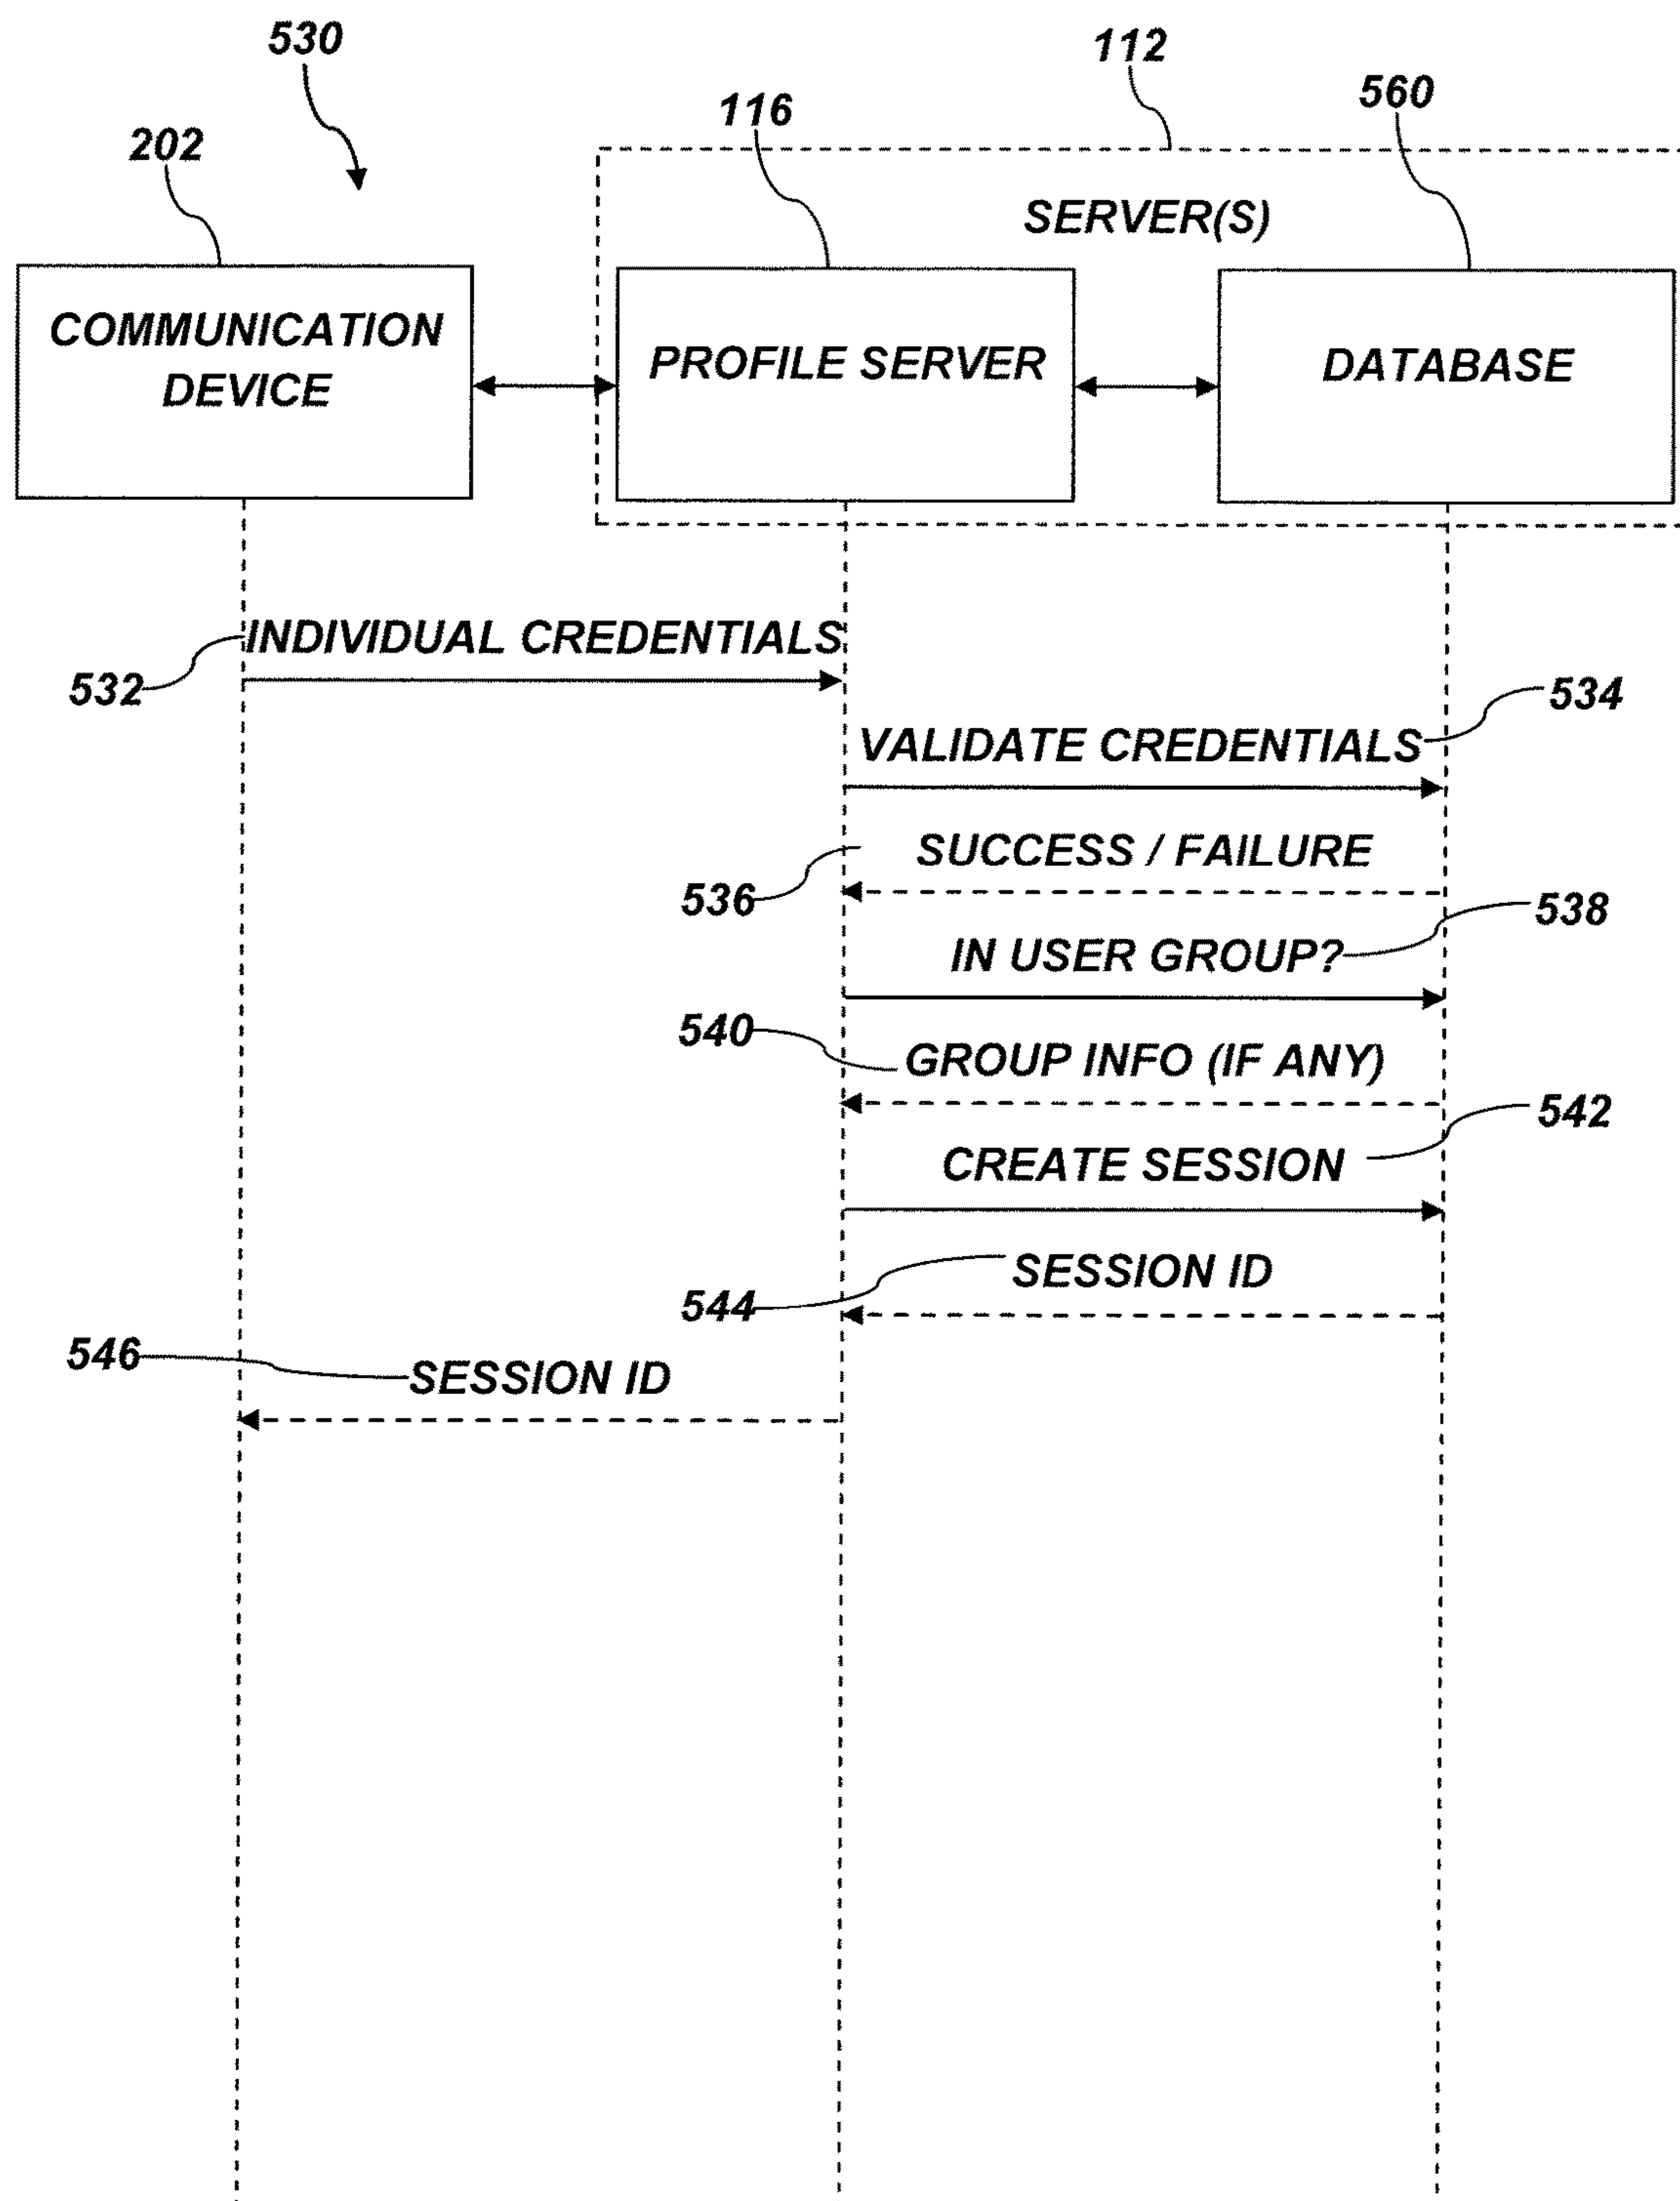 530
112
560
116
202
SERVER(S)
COMMUNICATION
DEVICE
PROFILE SERVER
DATABASE
INDIVIDUAL CREDENTIALS
532
534
VALIDATE CREDENTIALS
SUCCESS / FAILURE
536
538
IN USER GROUP?
540
GROUP INFO (IF ANY)
542
CREATE SESSION
SESSION ID
544
546
SESSION ID